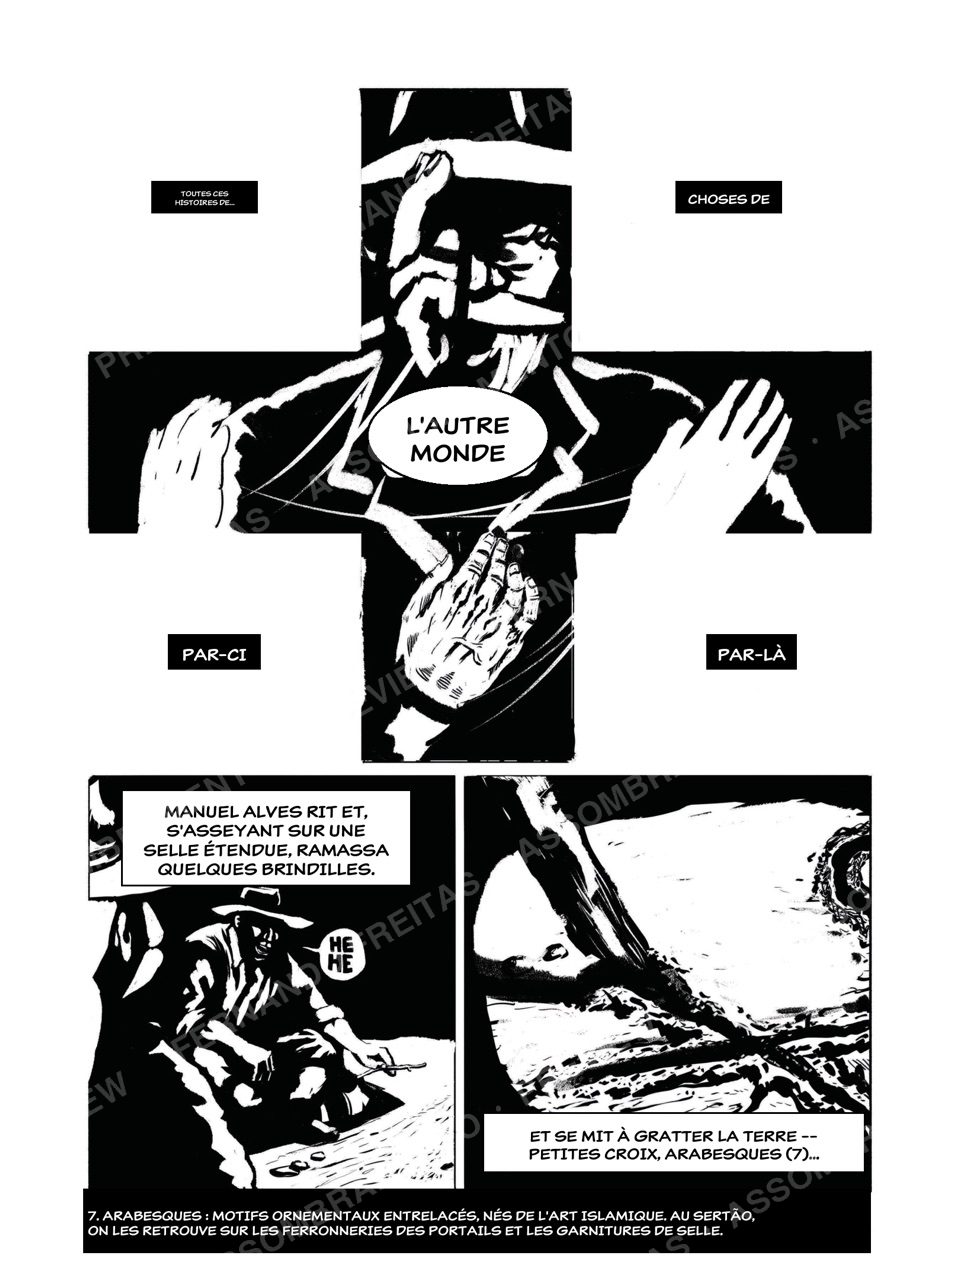 TOUTES CES
HISTOIRES DE...
CHOSES DE
L'AUTRE
MONDE
PAR-CI
PAR-LÀ
MANUEL ALVES RIT ET,
S'ASSEYANT SUR UNE
SELLE ÉTENDUE, RAMASSA
QUELQUES BRINDILLES.
HE
HE
ET SE MIT À GRATTER LA TERRE --
PETITES CROIX, ARABESQUES (7)...
7. ARABESQUES : MOTIFS ORNEMENTAUX ENTRELACÉS, NÉS DE L'ART ISLAMIQUE. AU SERTÃO,
ON LES RETROUVE SUR LES FERRONNERIES DES PORTAILS ET LES GARNITURES DE SELLE.